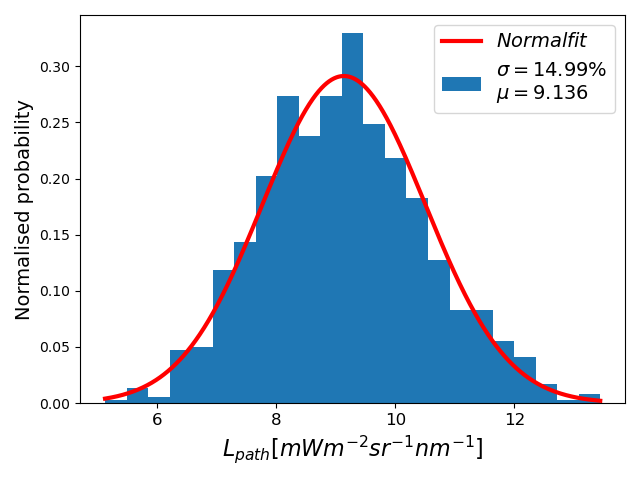 Normalfit
σ = 14.99%
μ = 9.136
Normalised probability
0.30
0.25
0.20
0.15
0.10
0.05
0.00
6 8 10 12
L_path[mWm⁻²sr⁻¹nm⁻¹]